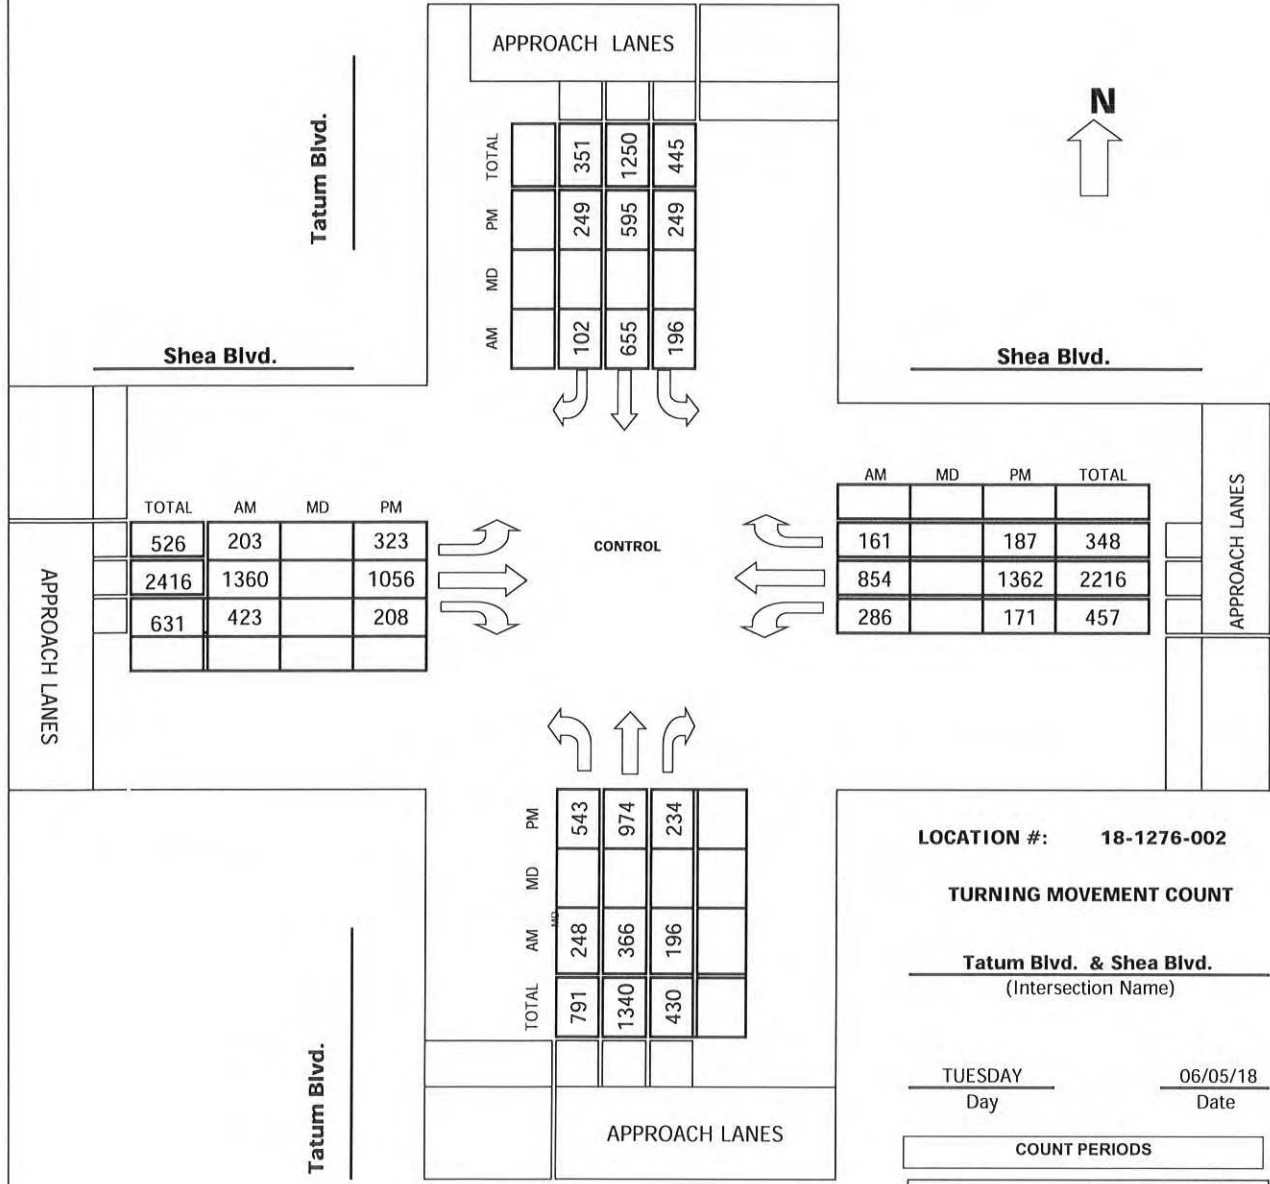 APPROACH LANES
N
Tatum Blvd.
TOTAL 351 1250 445
PM 249 595 249
MD
AM 102 655 196
Shea Blvd.
Shea Blvd.
TOTAL AM MD PM
526 203 323
2416 1360 1056
631 423 208
APPROACH LANES
CONTROL
AM MD PM TOTAL
161 187 348
854 1362 2216
286 171 457
APPROACH LANES
PM 543 974 234
MD
MD
AM 248 366 196
TOTAL 791 1340 430
Tatum Blvd.
APPROACH LANES
LOCATION #: 18-1276-002
TURNING MOVEMENT COUNT
Tatum Blvd. & Shea Blvd.
(Intersection Name)
TUESDAY 06/05/18
Day Date
COUNT PERIODS